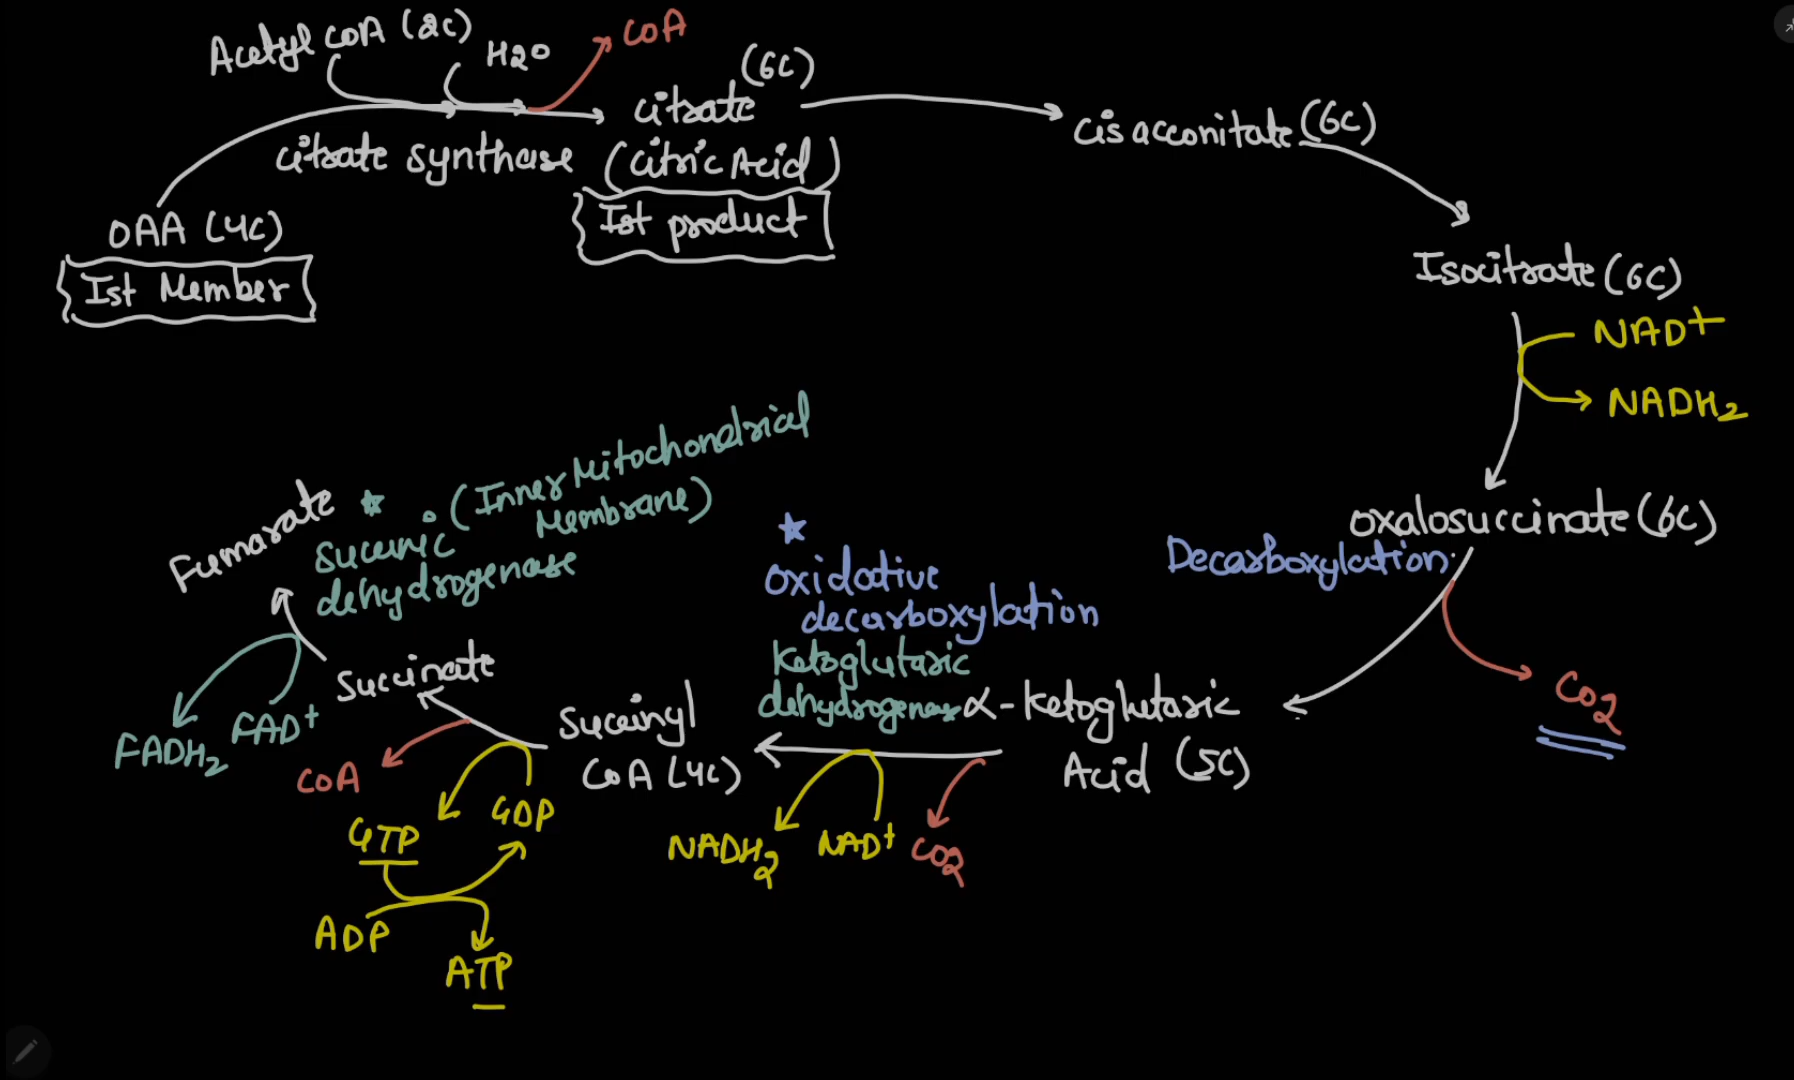 Acetyl CoA (2C)
H2O
CoA
(6C)
citrate
citrate synthase
(citric Acid)
Ist product
OAA (4C)
Ist Member
cis acconitate (6C)
Isocitrate (6C)
NAD+
NADH2
oxalosuccinate (6C)
Decarboxylation
CO2
α-Ketoglutaric
Acid (5C)
oxidative
decarboxylation
Ketoglutaric
dehydrogenase
NADH2
NAD+
CO2
Succinyl
CoA (4C)
GDP
GTP
ADP
ATP
CoA
Succinate
Succinic
dehydrogenase
(Inner Mitochondrial
Membrane)
FAD+
FADH2
Fumarate